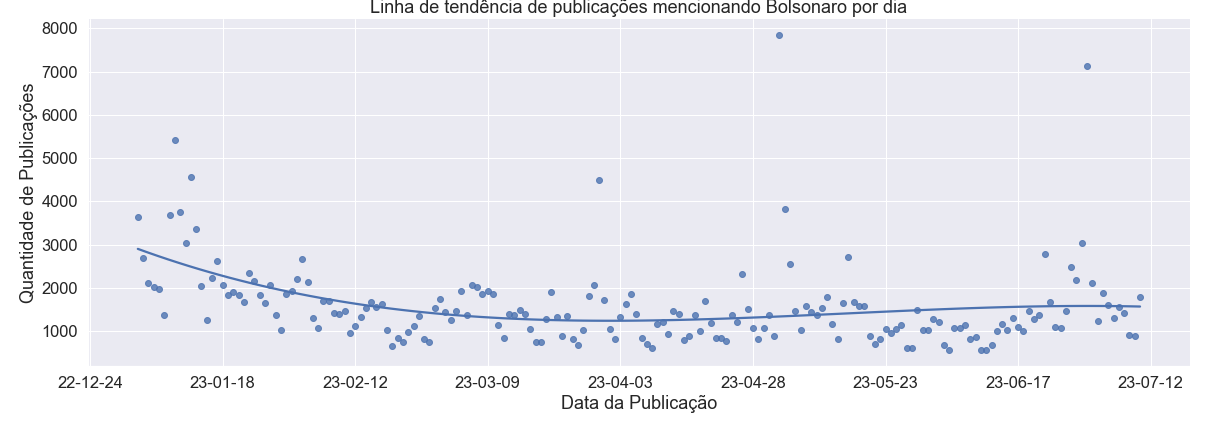 Linha de tendência de publicações mencionando Bolsonaro por dia
8000
7000
6000
5000
4000
3000
2000
1000
Quantidade de Publicações
22-12-24 23-01-18 23-02-12 23-03-09 23-04-03 23-04-28 23-05-23 23-06-17 23-07-12
Data da Publicação